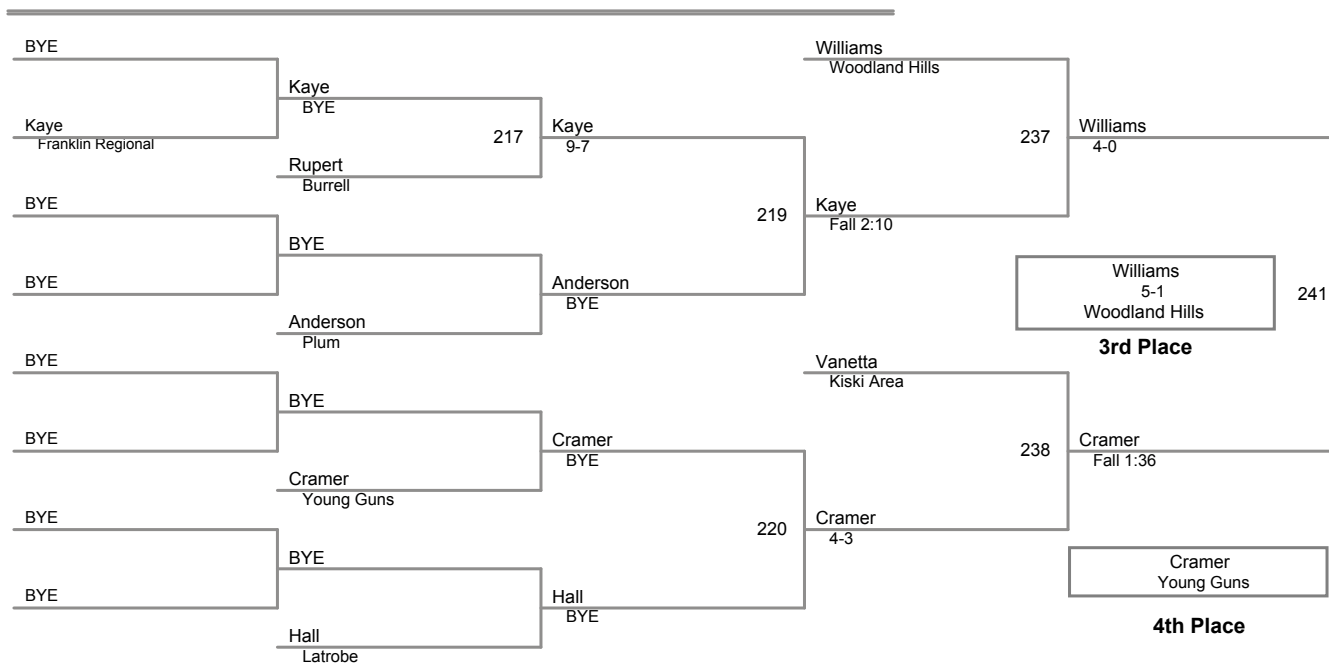 BYE
Kaye
Franklin Regional
BYE
BYE
BYE
BYE
BYE
BYE
Kaye
BYE
217
Rupert
Burrell
BYE
Anderson
Plum
BYE
Cramer
Young Guns
BYE
Hall
Latrobe
Kaye
9-7
219
Anderson
BYE
Cramer
BYE
220
Hall
BYE
Williams
Woodland Hills
237
Kaye
Fall 2:10
Vanetta
Kiski Area
238
Cramer
4-3
Williams
4-0
Williams
5-1
Woodland Hills
241
3rd Place
Cramer
Fall 1:36
Cramer
Young Guns
4th Place